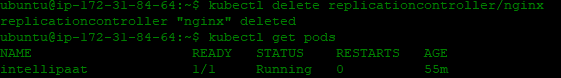 ubuntu@ip-172-31-84-64:~$ kubectl delete replicationcontroller/nginx
replicationcontroller "nginx" deleted
ubuntu@ip-172-31-84-64:~$ kubectl get pods
NAME READY STATUS RESTARTS AGE
intellipaat 1/1 Running 0 55m